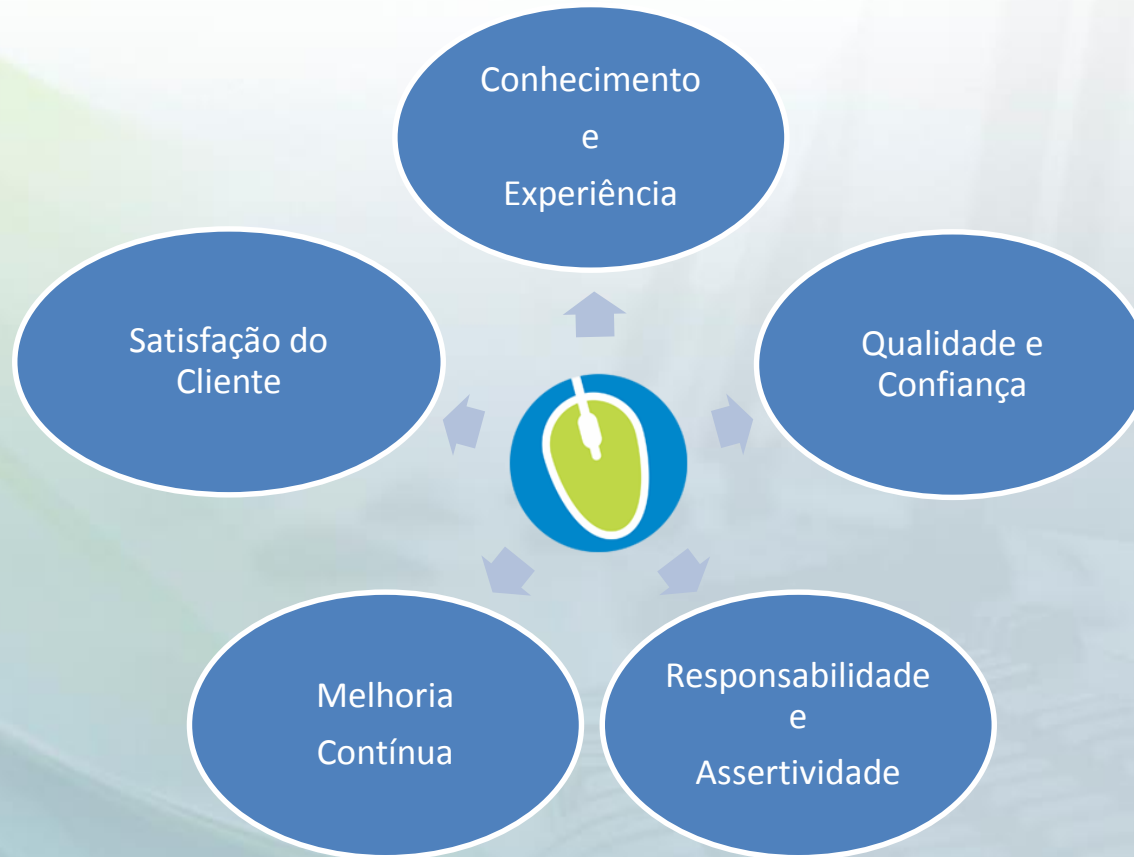 Conhecimento
e
Experiência
Satisfação do
Cliente
Qualidade e
Confiança
Melhoria
Contínua
Responsabilidade
e
Assertividade